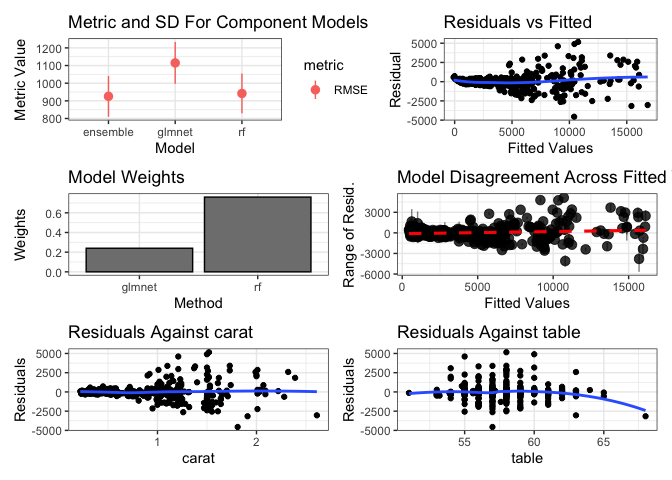 Metric and SD For Component Models
Metric Value
1200
1100
1000
900
800
ensemble glmnet rf
Model
metric
RMSE
Residuals vs Fitted
Residual
5000
2500
0
-2500
-5000
0 5000 10000 15000
Fitted Values
Model Weights
Weights
0.6
0.4
0.2
0.0
glmnet rf
Method
Model Disagreement Across Fitted
Range of Resid.
3000
0
-3000
-6000
0 5000 10000 15000
Fitted Values
Residuals Against carat
Residuals
5000
2500
0
-2500
-5000
1 2
carat
Residuals Against table
Residuals
5000
2500
0
-2500
-5000
55 60 65
table